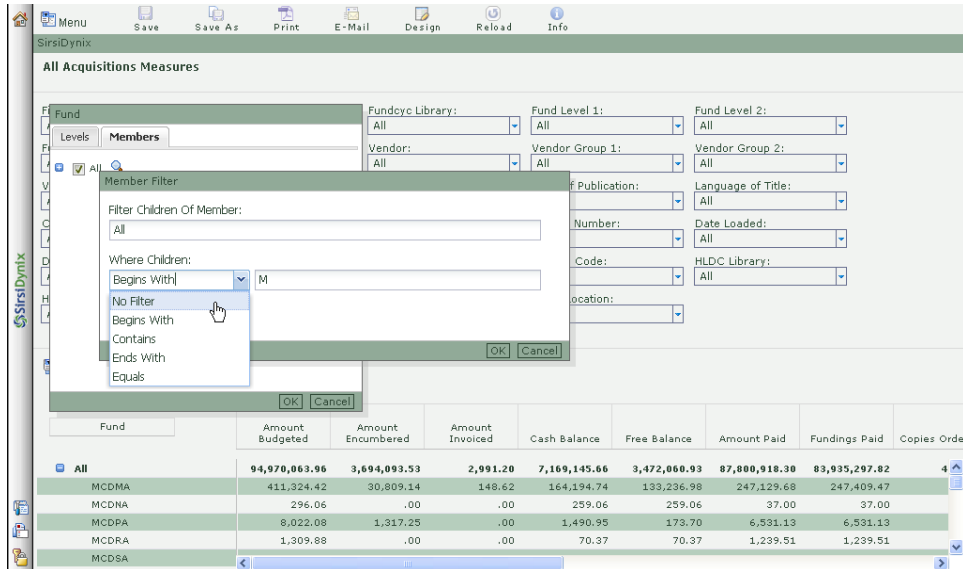 Menu Save Save As Print E-Mail Design Reload Info
SirsiDynix
All Acquisitions Measures
Fundcyc Library: Fund Level 1: Fund Level 2:
All All All
Fund
Levels Members
All
Vendor: Vendor Group 1: Vendor Group 2:
All All All
Member Filter
Filter Children Of Member:
All
Where Children:
Begins With M
No Filter
Begins With
Contains
Ends With
Equals
OK Cancel
f Publication: Language of Title:
All
Number: Date Loaded:
All
Code: HLDC Library:
All
ocation:
OK Cancel
SirsiDynix
Fund Amount Budgeted Amount Encumbered Amount Invoiced Cash Balance Free Balance Amount Paid Fundings Paid Copies Orde
All 94,970,063.96 3,694,093.53 2,991.20 7,169,145.66 3,472,060.93 87,800,918.30 83,935,297.82 4
MCDMA 411,324.42 30,809.14 148.62 164,194.74 133,236.98 247,129.68 247,409.47
MCDNA 296.06 .00 .00 259.06 259.06 37.00 37.00
MCDPA 8,022.08 1,317.25 .00 1,490.95 173.70 6,531.13 6,531.13
MCDRA 1,309.88 .00 .00 70.37 70.37 1,239.51 1,239.51
MCDSA